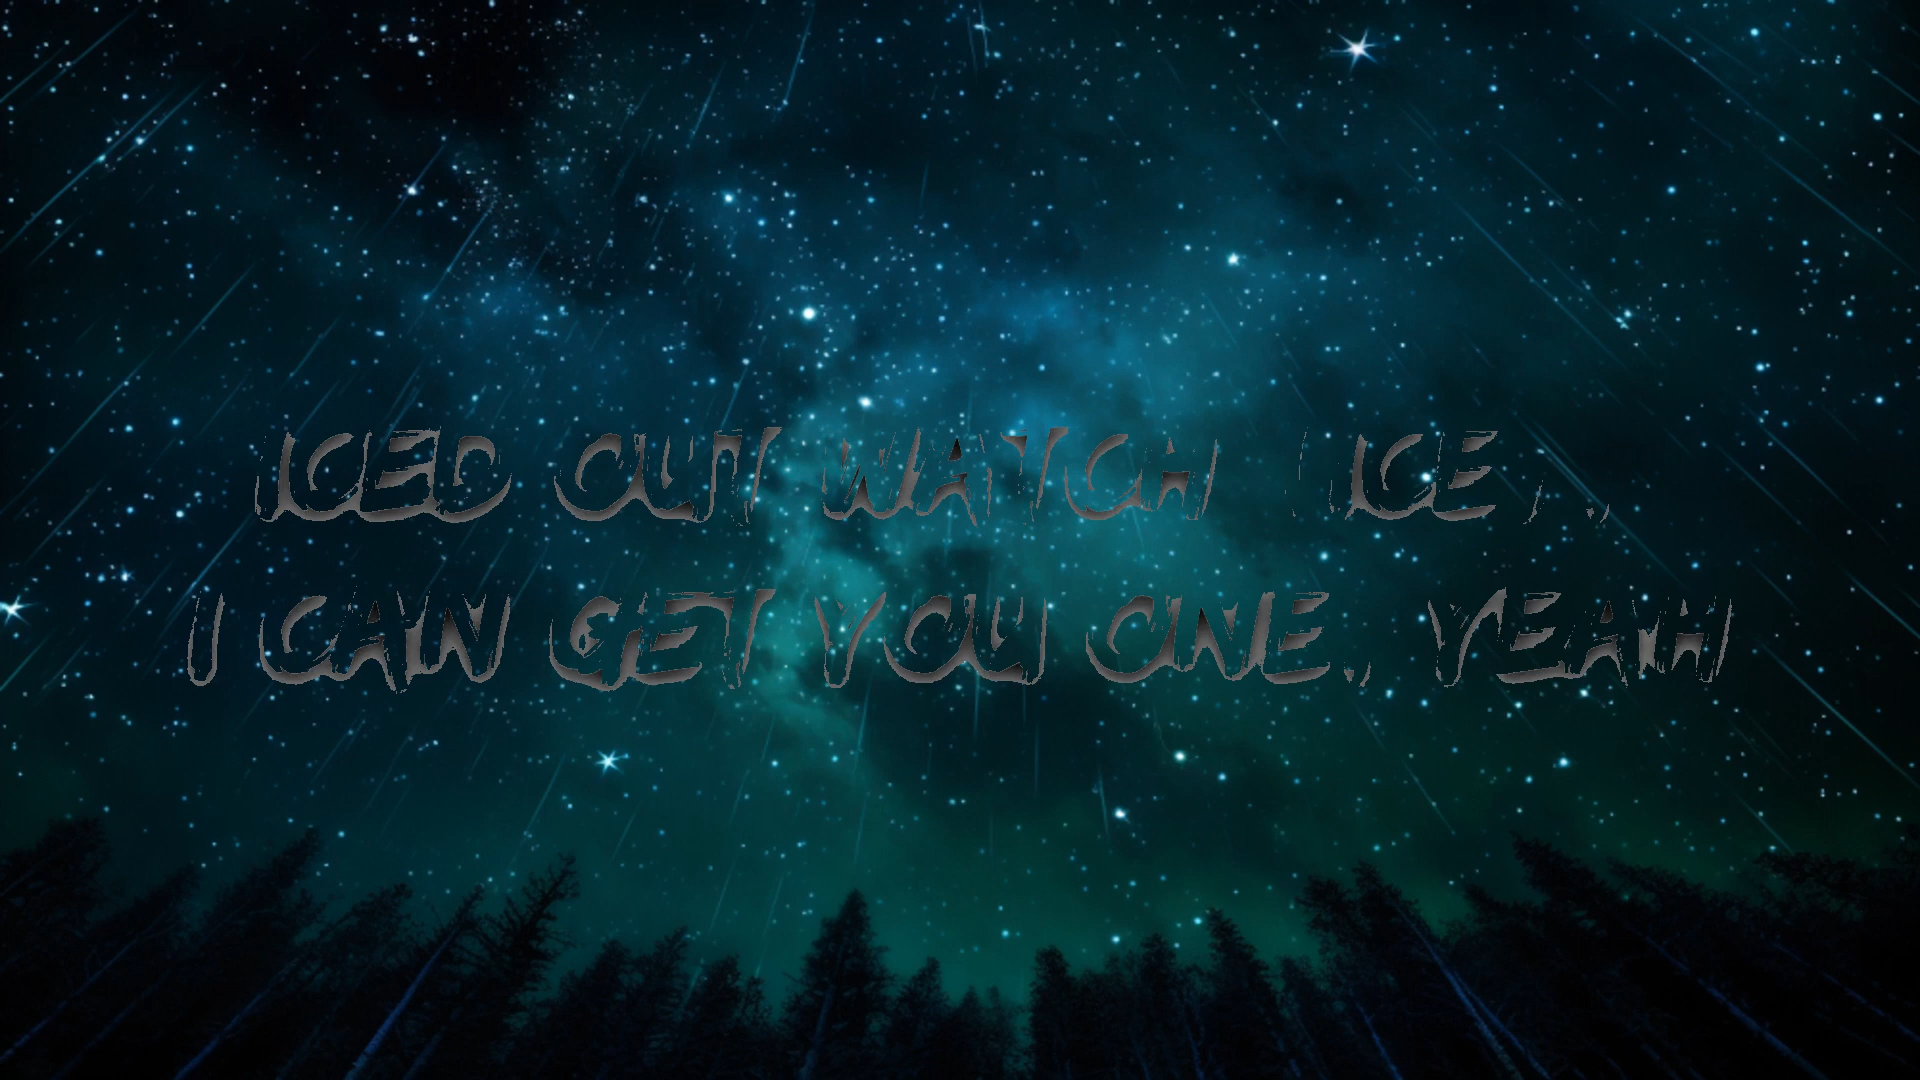 ICED OUT WATCH (ICE),
I CAN GET YOU ONE, YEAH